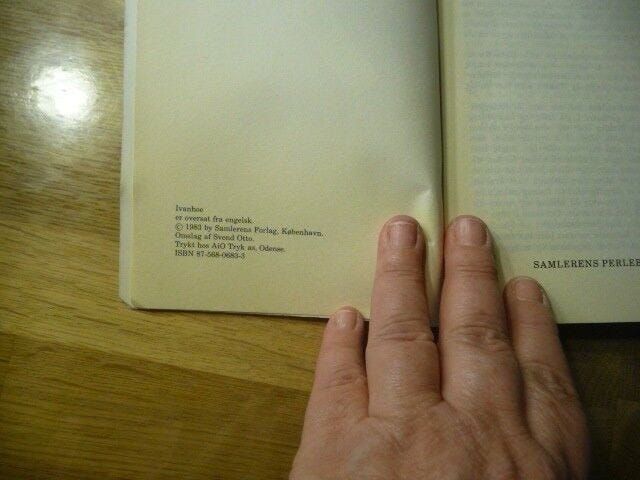 Ivanhoe
er oversat fra engelsk.
© 1983 by Samlerens Forlag, København.
Omslag af Svend Otto.
Trykt hos AiO Tryk as, Odense.
ISBN 87-568-0683-3
SAMLERENS PERLEB